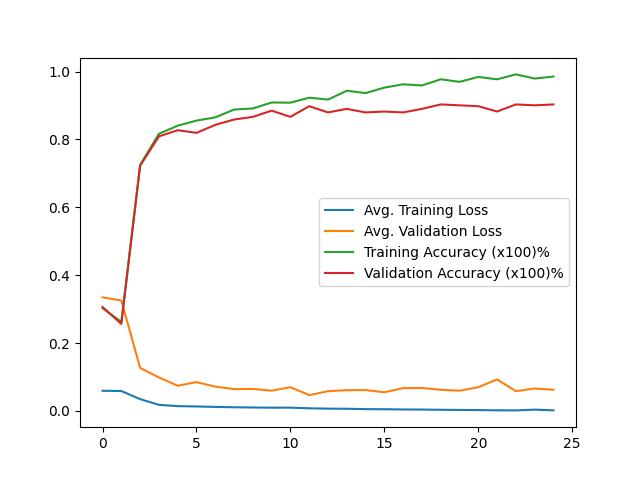 1.0
0.8
0.6
0.4
0.2
0.0
Avg. Training Loss
Avg. Validation Loss
Training Accuracy (x100)%
Validation Accuracy (x100)%
0 5 10 15 20 25